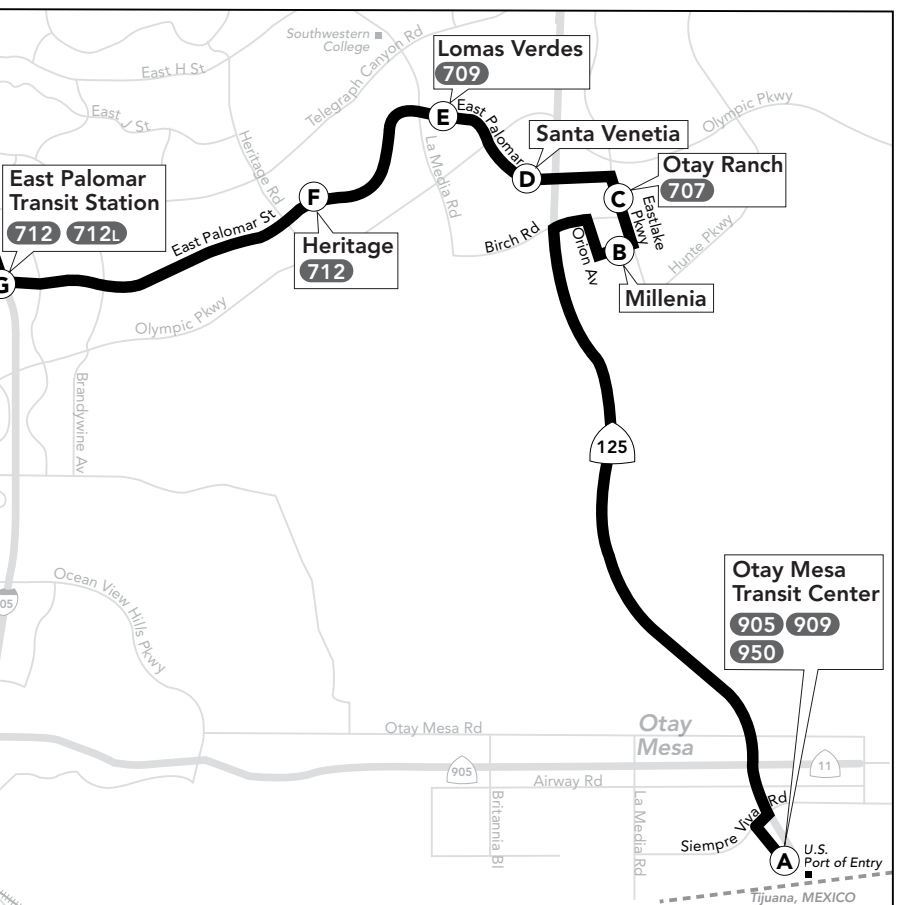 Southwestern
College
Telegraph Canyon Rd
East H St
East J St
Heritage Rd
Lomas Verdes
709
E
East Palomar
La Media Rd
Santa Venetia
D
Olympic Pkwy
Otay Ranch
707
C
Eastlake
Pkwy
Hunte Pkwy
East Palomar
Transit Station
712 712L
G
East Palomar St
F
Heritage
712
Birch Rd
Orion Av
B
Millenia
Olympic Pkwy
Brandywine Av
125
Ocean View Hills Pkwy
05
Otay Mesa
Transit Center
905 909
950
Otay Mesa Rd
Otay
Mesa
905
11
Airway Rd
Britannia Bl
La Media Rd
Siempre Viva Rd
A
U.S.
Port of Entry
Tijuana, MEXICO